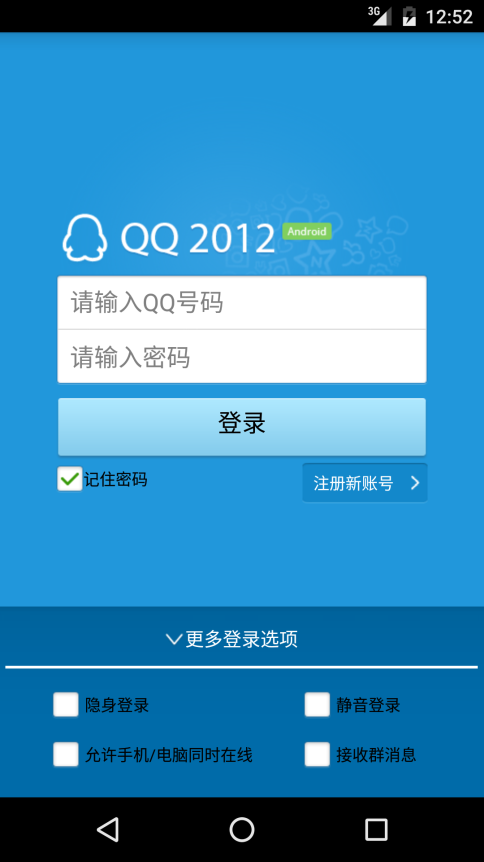 3G 12:52
QQ 2012 Android
请输入QQ号码
请输入密码
登录
记住密码 注册新账号
更多登录选项
隐身登录 静音登录
允许手机/电脑同时在线 接收群消息